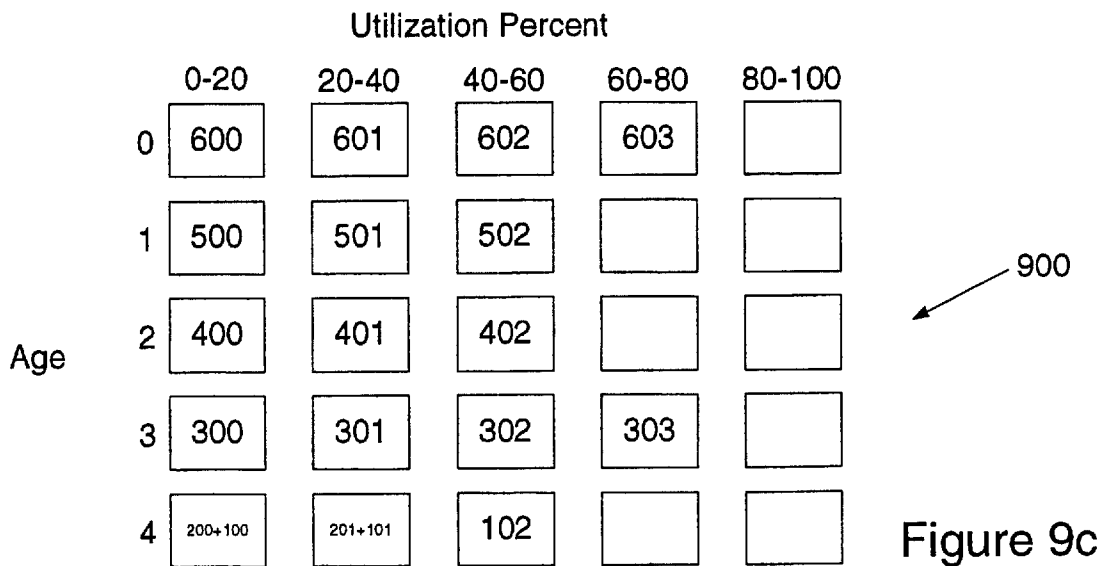 Utilization Percent
0-20 20-40 40-60 60-80 80-100
0 600 601 602 603
1 500 501 502
900
2 400 401 402
Age
3 300 301 302 303
4 200+100 201+101 102
Figure 9c